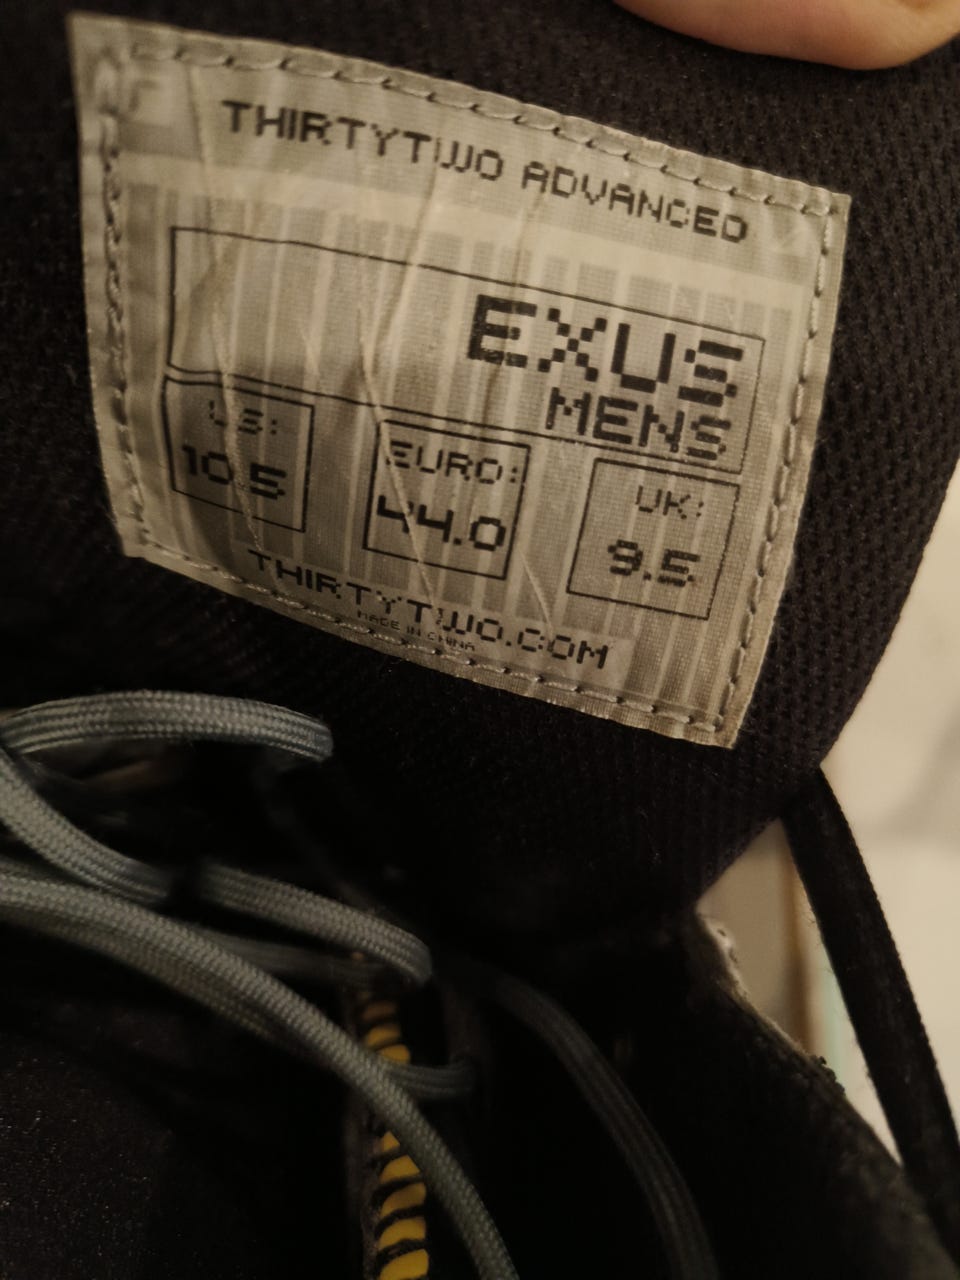 THIRTYTWO ADVANCED
EXUS
MENS
US:
10.5
EURO:
44.0
UK:
9.5
THIRTYTWO.COM
MADE IN CHINA